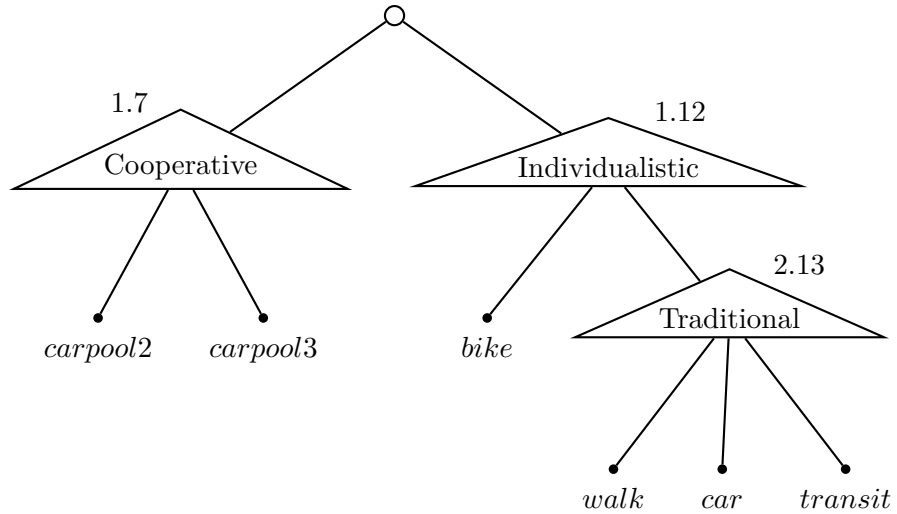 1.7
1.12
Cooperative
Individualistic
2.13
Traditional
carpool2
carpool3
bike
walk
car
transit